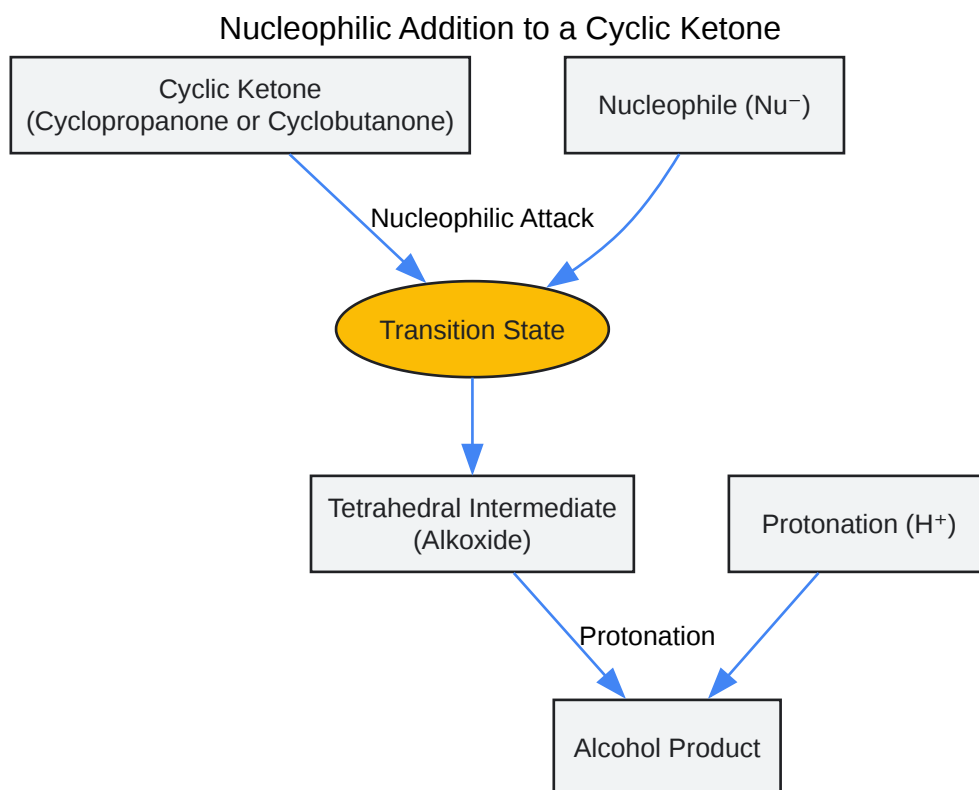 Nucleophilic Addition to a Cyclic Ketone
Cyclic Ketone
(Cyclopropanone or Cyclobutanone)
Nucleophile (Nu⁻)
Nucleophilic Attack
Transition State
Tetrahedral Intermediate
(Alkoxide)
Protonation (H⁺)
Protonation
Alcohol Product